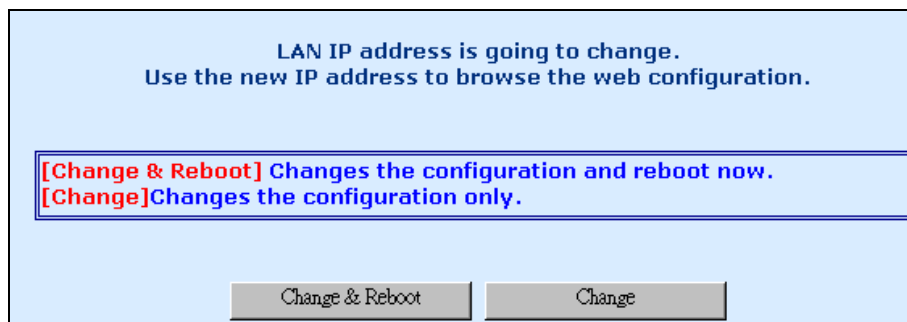 LAN IP address is going to change.
Use the new IP address to browse the web configuration.
[Change & Reboot] Changes the configuration and reboot now.
[Change]Changes the configuration only.
Change & Reboot
Change